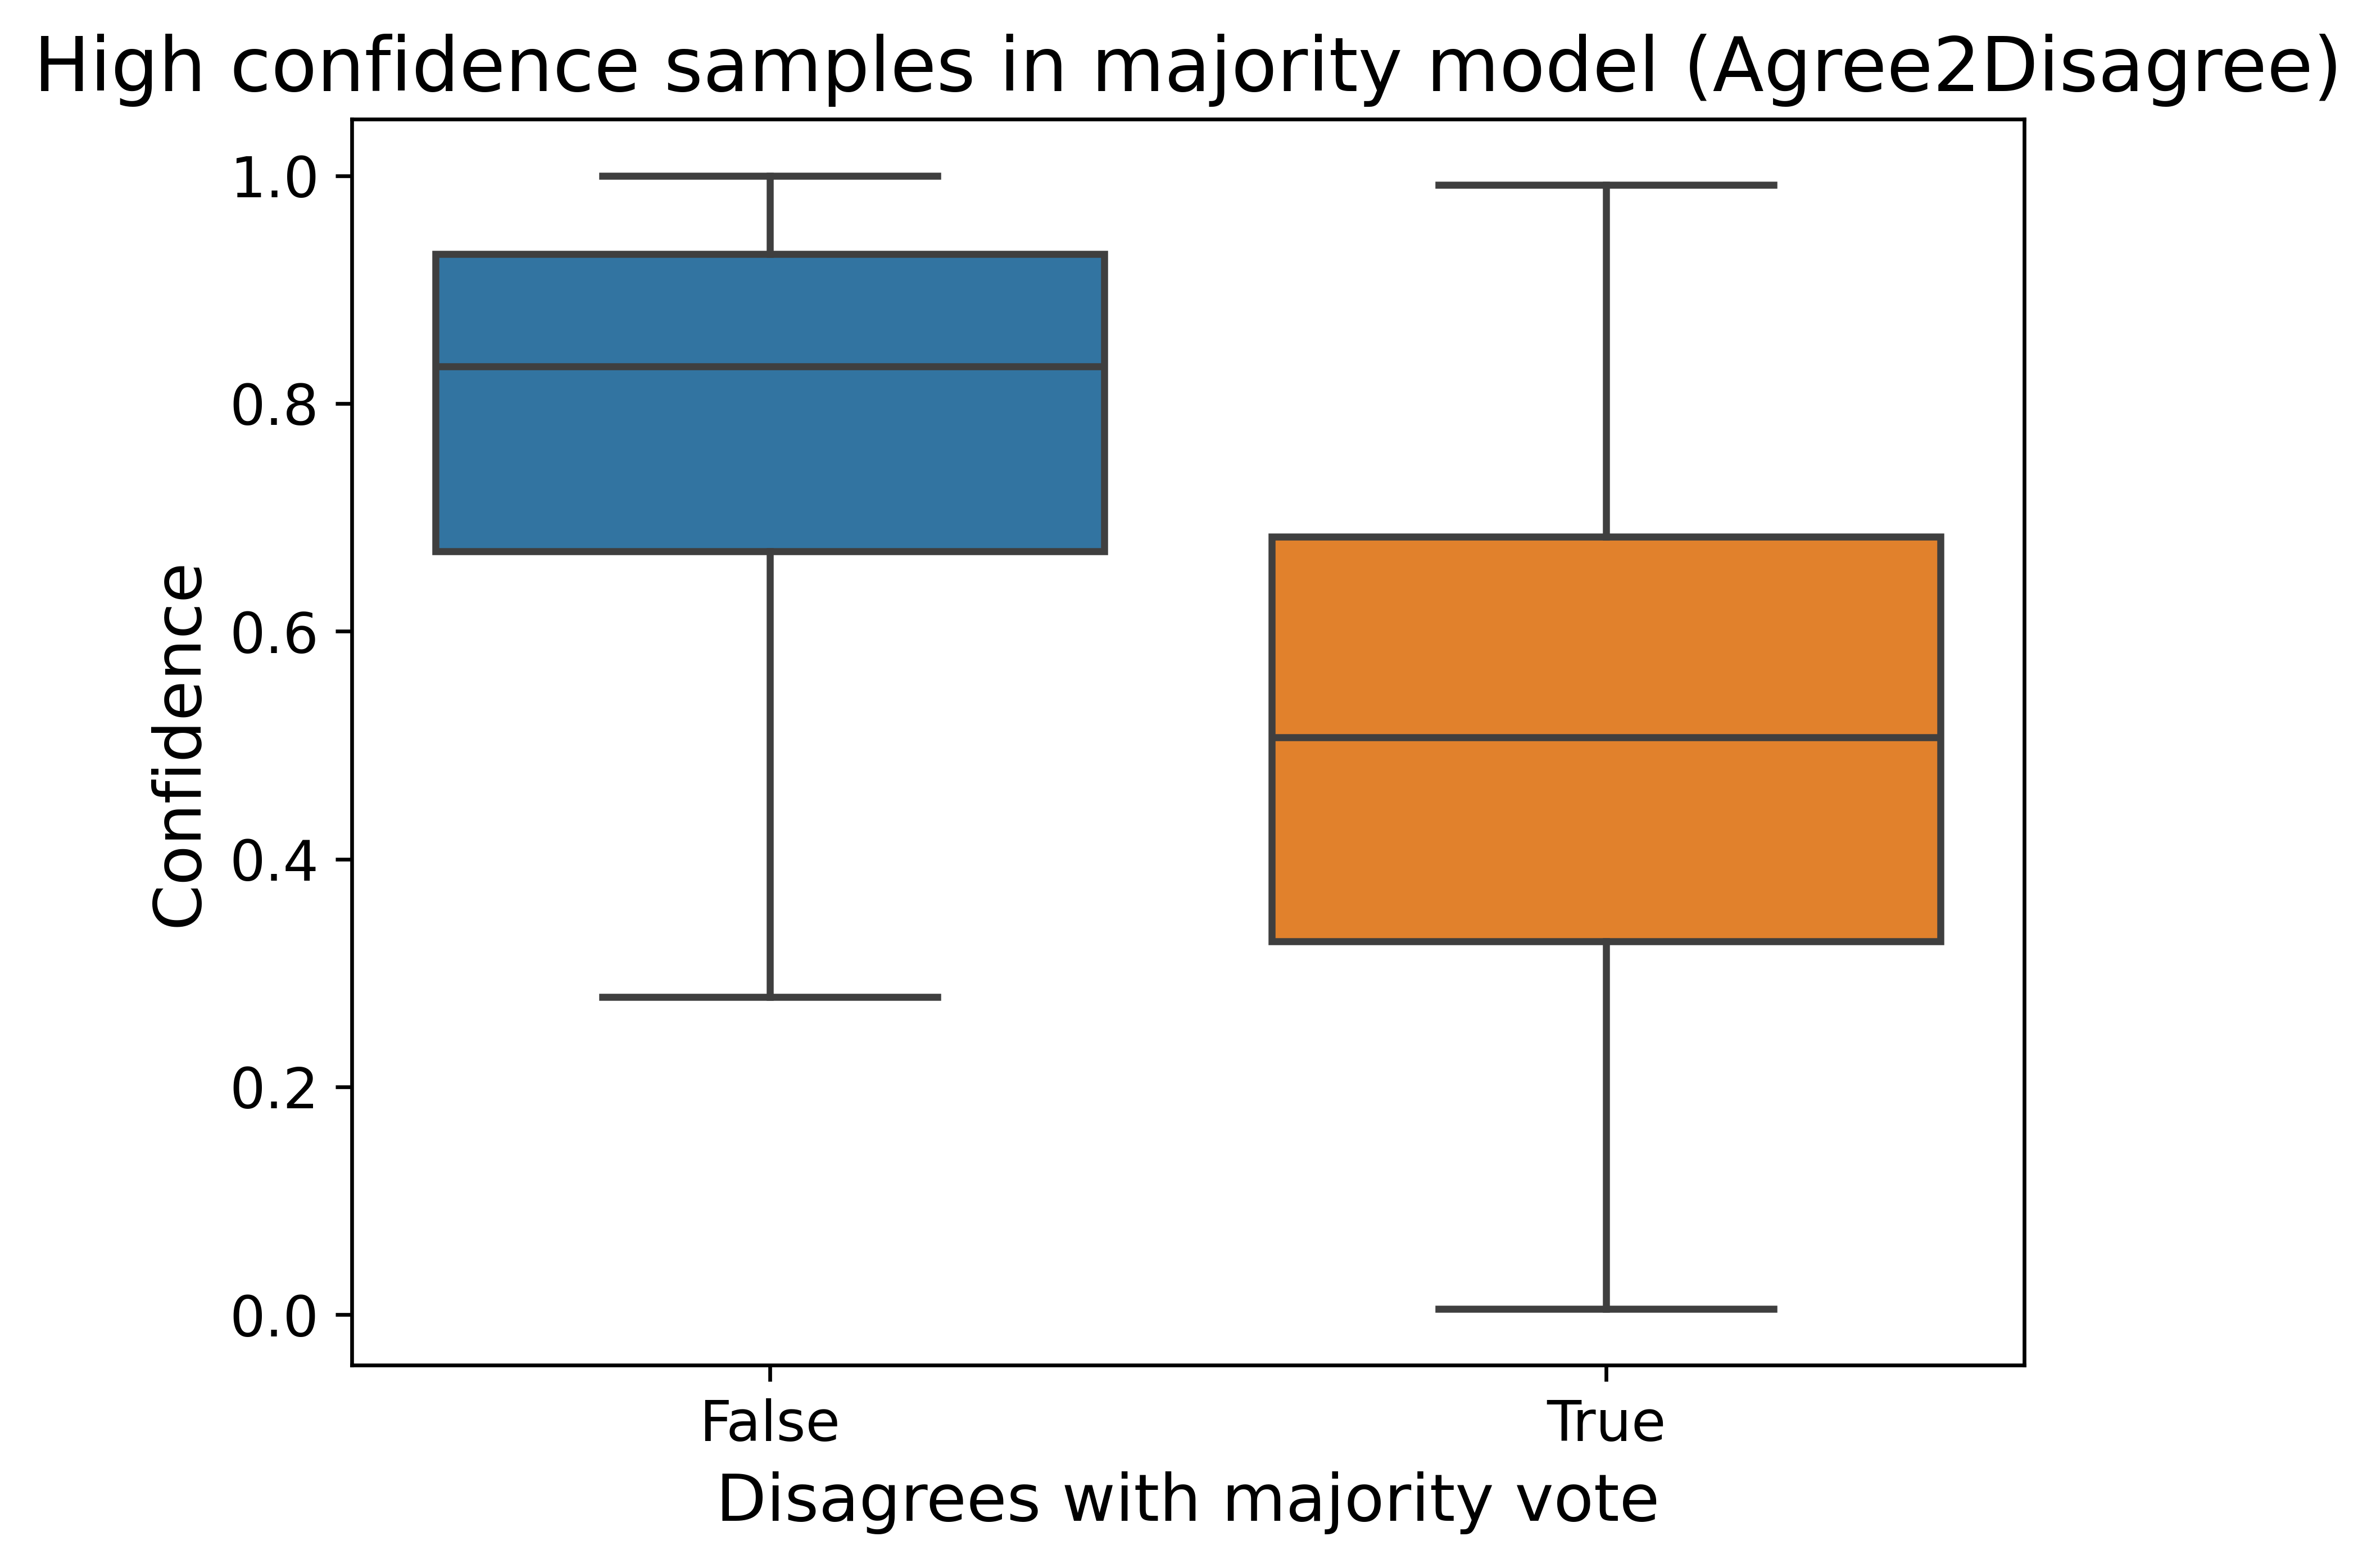 High confidence samples in majority model (Agree2Disagree)
Confidence
1.0
0.8
0.6
0.4
0.2
0.0
False True
Disagrees with majority vote